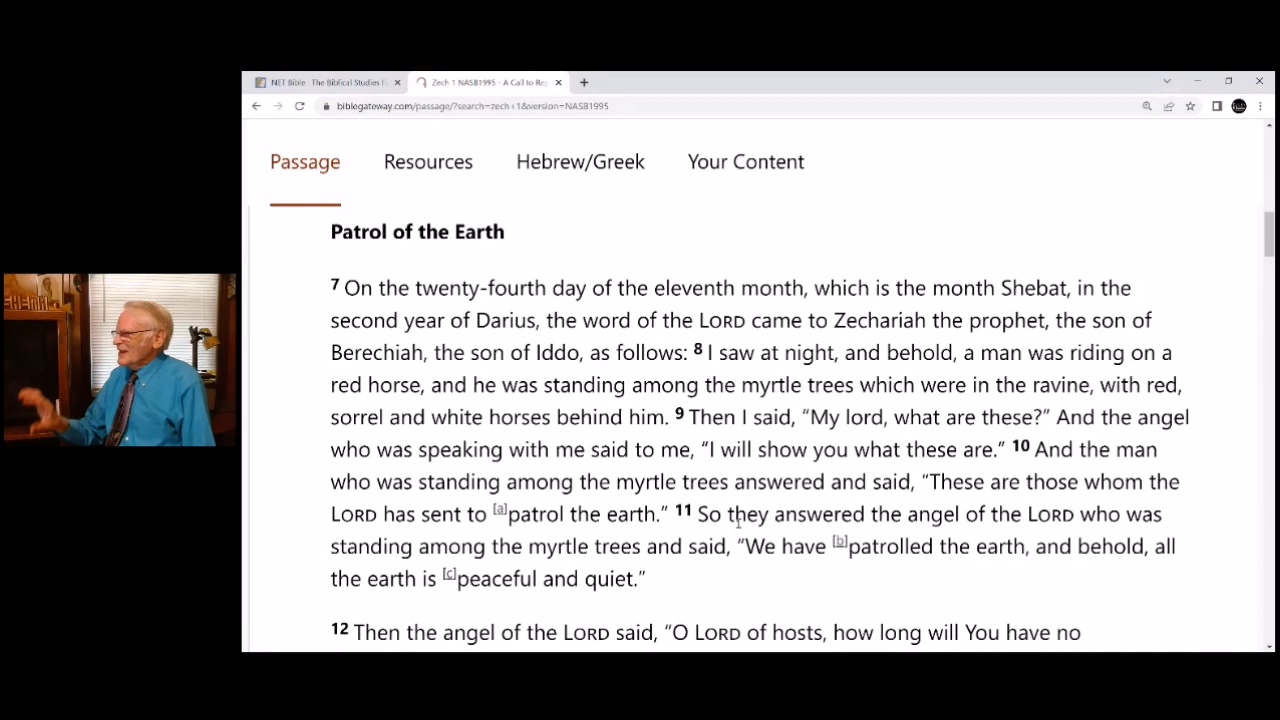 NET Bible : The Biblical Studies F
Zech 1 NASB1995 - A Call to Rep
biblegateway.com/passage/?search=zech+1&version=NASB1995
Passage Resources Hebrew/Greek Your Content
Patrol of the Earth
7 On the twenty-fourth day of the eleventh month, which is the month Shebat, in the
second year of Darius, the word of the LORD came to Zechariah the prophet, the son of
Berechiah, the son of Iddo, as follows: 8 I saw at night, and behold, a man was riding on a
red horse, and he was standing among the myrtle trees which were in the ravine, with red,
sorrel and white horses behind him. 9 Then I said, “My lord, what are these?” And the angel
who was speaking with me said to me, “I will show you what these are.” 10 And the man
who was standing among the myrtle trees answered and said, “These are those whom the
LORD has sent to [a]patrol the earth.” 11 So they answered the angel of the LORD who was
standing among the myrtle trees and said, “We have [b]patrolled the earth, and behold, all
the earth is [c]peaceful and quiet.”
12 Then the angel of the LORD said, “O LORD of hosts, how long will You have no